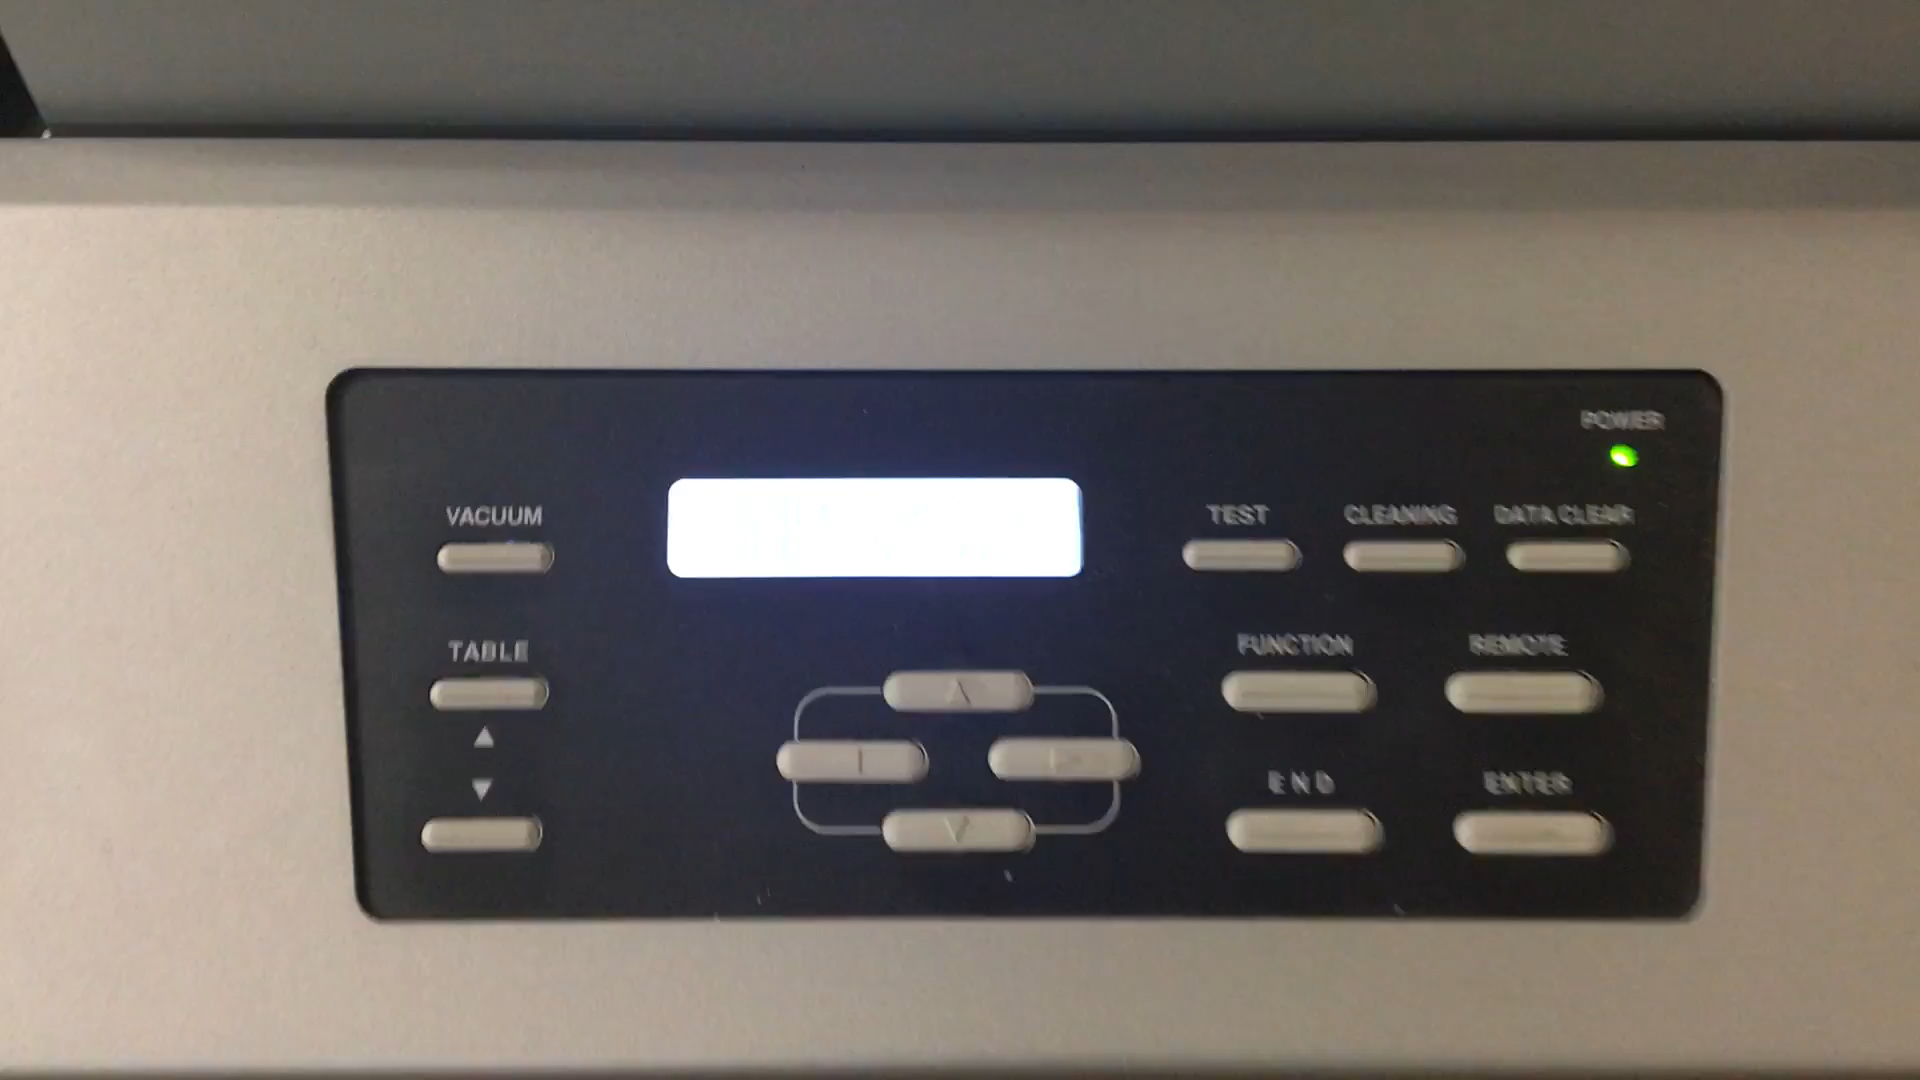 POWER
VACUUM
TEST CLEANING DATA CLEAR
TABLE
FUNCTION REMOTE
END ENTER